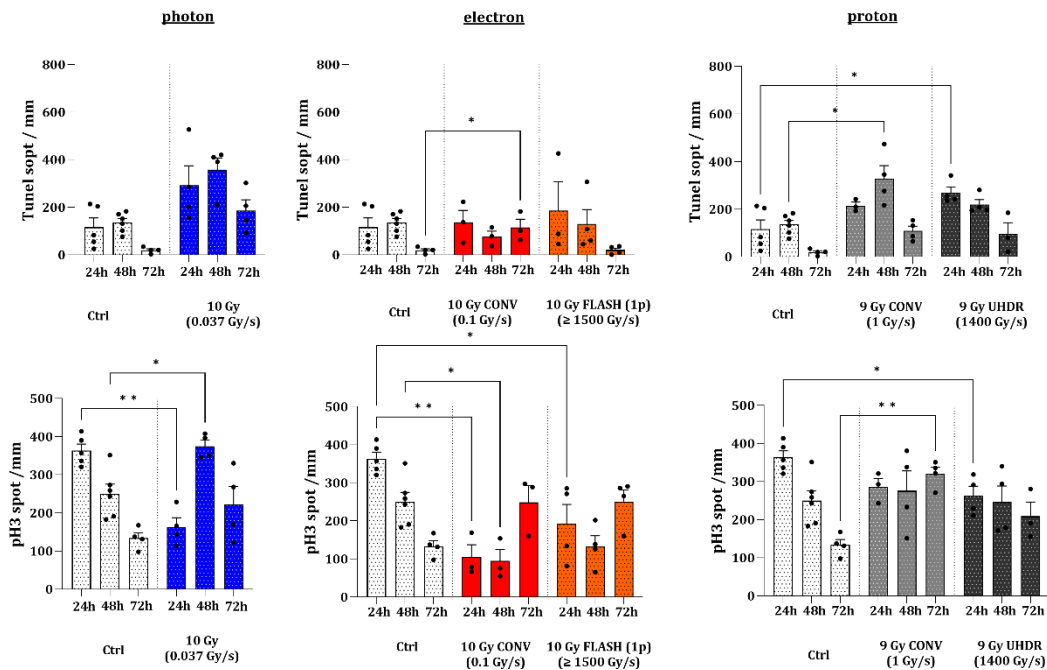 photon
electron
proton
Tunel sopt / mm
800
600
400
200
0
24h 48h 72h 24h 48h 72h
Ctrl
10 Gy
(0.037 Gy/s)
Tunel sopt / mm
800
600
400
200
0
*
24h 48h 72h 24h 48h 72h 24h 48h 72h
Ctrl
10 Gy CONV
(0.1 Gy/s)
10 Gy FLASH (1p)
(≥ 1500 Gy/s)
Tunel sopt / mm
800
600
400
200
0
*
*
24h 48h 72h 24h 48h 72h 24h 48h 72h
Ctrl
9 Gy CONV
(1 Gy/s)
9 Gy UHDR
(1400 Gy/s)
pH3 spot /mm
500
400
300
200
100
0
*
* *
24h 48h 72h 24h 48h 72h
Ctrl
10 Gy
(0.037 Gy/s)
pH3 spot /mm
500
400
300
200
100
0
*
*
* *
24h 48h 72h 24h 48h 72h 24h 48h 72h
Ctrl
10 Gy CONV
(0.1 Gy/s)
10 Gy FLASH (1p)
(≥ 1500 Gy/s)
pH3 spot /mm
500
400
300
200
100
0
*
* *
24h 48h 72h 24h 48h 72h 24h 48h 72h
Ctrl
9 Gy CONV
(1 Gy/s)
9 Gy UHDR
(1400 Gy/s)